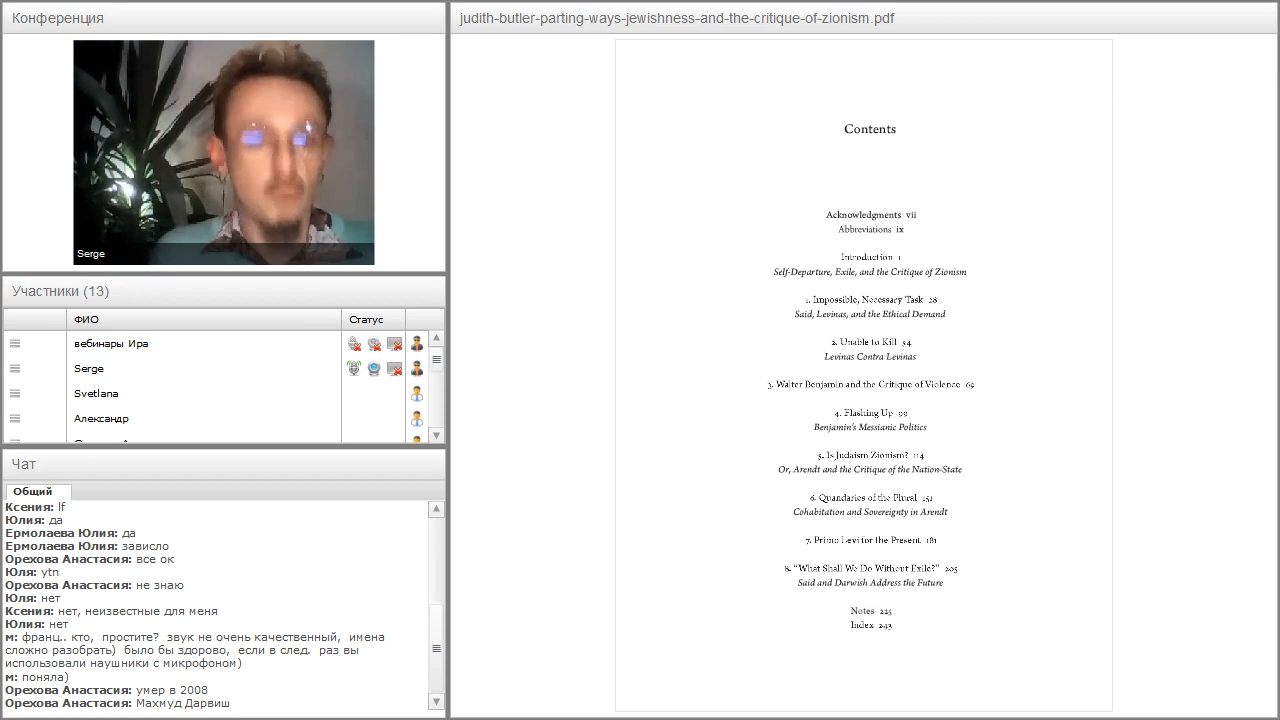 Конференция
Serge
Участники (13)
ФИО
Статус
вебинары Ира
Serge
Svetlana
Александр
Чат
Общий
Ксения: lf
Юлия: да
Ермолаева Юлия: да
Ермолаева Юлия: зависло
Орехова Анастасия: все ок
Юля: ytn
Орехова Анастасия: не знаю
Юля: нет
Ксения: нет, неизвестные для меня
Юлия: нет
м: франц.. кто, простите? звук не очень качественный, имена
сложно разобрать) было бы здорово, если в след. раз вы
использовали наушники с микрофоном)
м: поняла)
Орехова Анастасия: умер в 2008
Орехова Анастасия: Махмуд Дарвиш
judith-butler-parting-ways-jewishness-and-the-critique-of-zionism.pdf
Contents
Acknowledgments vii
Abbreviations ix
Introduction 1
Self-Departure, Exile, and the Critique of Zionism
1. Impossible, Necessary Task 28
Said, Levinas, and the Ethical Demand
2. Unable to Kill 54
Levinas Contra Levinas
3. Walter Benjamin and the Critique of Violence 69
4. Flashing Up 99
Benjamin's Messianic Politics
5. Is Judaism Zionism? 114
Or, Arendt and the Critique of the Nation-State
6. Quandaries of the Plural 151
Cohabitation and Sovereignty in Arendt
7. Primo Levi for the Present 181
8. “What Shall We Do Without Exile?” 205
Said and Darwish Address the Future
Notes 225
Index 243